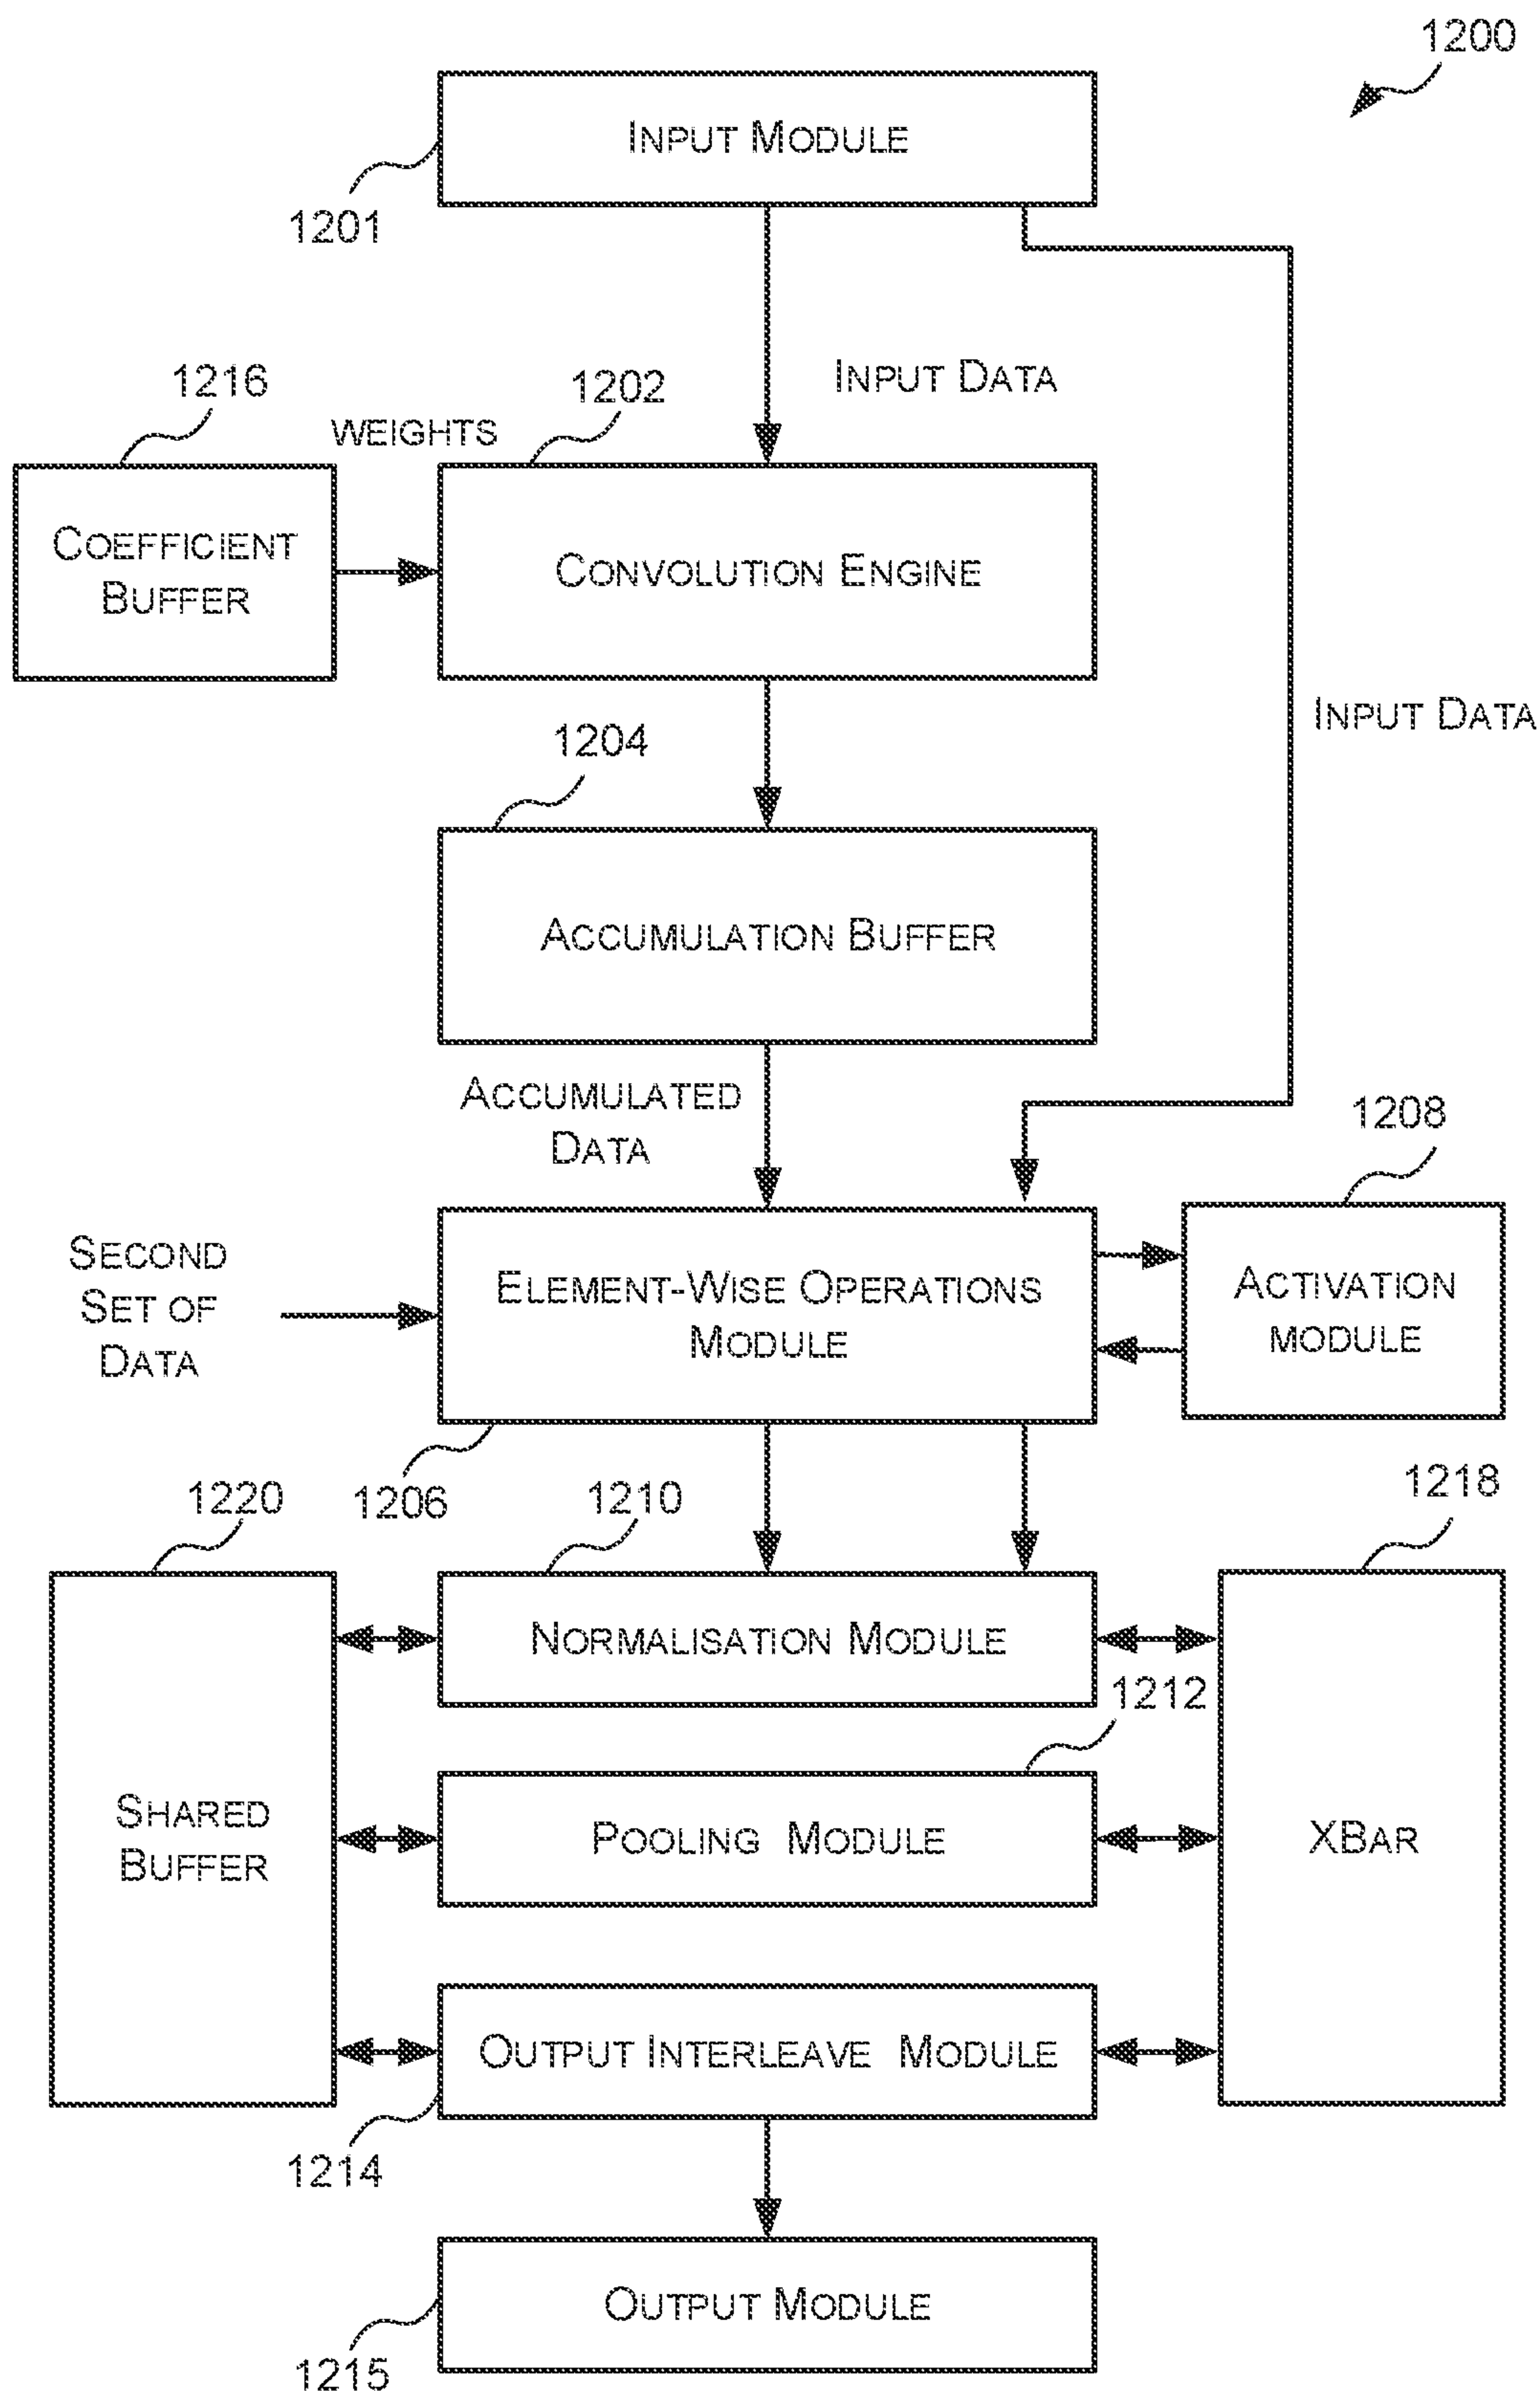 1200
INPUT MODULE
1201
INPUT DATA
1216
WEIGHTS
1202
COEFFICIENT
BUFFER
CONVOLUTION ENGINE
INPUT DATA
1204
ACCUMULATION BUFFER
ACCUMULATED
DATA
1208
SECOND
SET OF
DATA
ELEMENT-WISE OPERATIONS
MODULE
ACTIVATION
MODULE
1206
1220
1210
1218
NORMALISATION MODULE
1212
SHARED
BUFFER
POOLING MODULE
XBAR
OUTPUT INTERLEAVE MODULE
1214
OUTPUT MODULE
1215